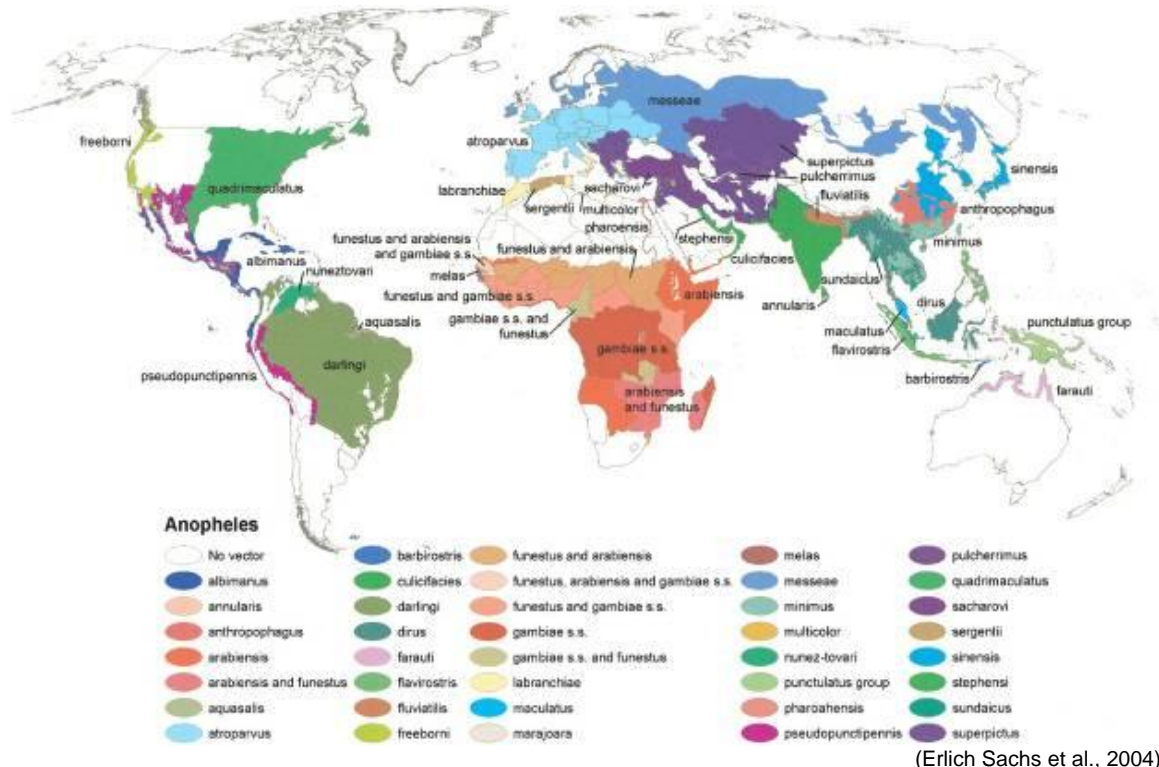 messeae
freeborni
atroparvus
quadrimaculatus
superpictus
pulcherrimus
sinensis
labranchiae
sacharovi
fluviatilis
sergentii
multicolor
anthropophagus
pharoensis
funestus and arabiensis
and gambiae s.s.
funestus and arabiensis
stephensi
minimus
albimanus
nuneztovari
culicifacies
melas
sundaicus
funestus and gambiae s.s.
arabiensis
annularis
dirus
aquasalis
gambiae s.s. and
funestus
punctulatus group
maculatus
flavirostris
gambiae s.s.
darlingi
pseudopunctipennis
barbirostris
arabiensis
and funestus
farauti
Anopheles
No vector
albimanus
annularis
anthropophagus
arabiensis
arabiensis and funestus
aquasalis
atroparvus
barbirostris
culicifacies
darlingi
dirus
farauti
flavirostris
fluviatilis
freeborni
funestus and arabiensis
funestus, arabiensis and gambiae s.s.
funestus and gambiae s.s.
gambiae s.s.
gambiae s.s. and funestus
labranchiae
maculatus
marajoara
melas
messeae
minimus
multicolor
nunez-tovari
punctulatus group
pharoahensis
pseudopunctipennis
pulcherrimus
quadrimaculatus
sacharovi
sergentii
sinensis
stephensi
sundaicus
superpictus
(Erlich Sachs et al., 2004)